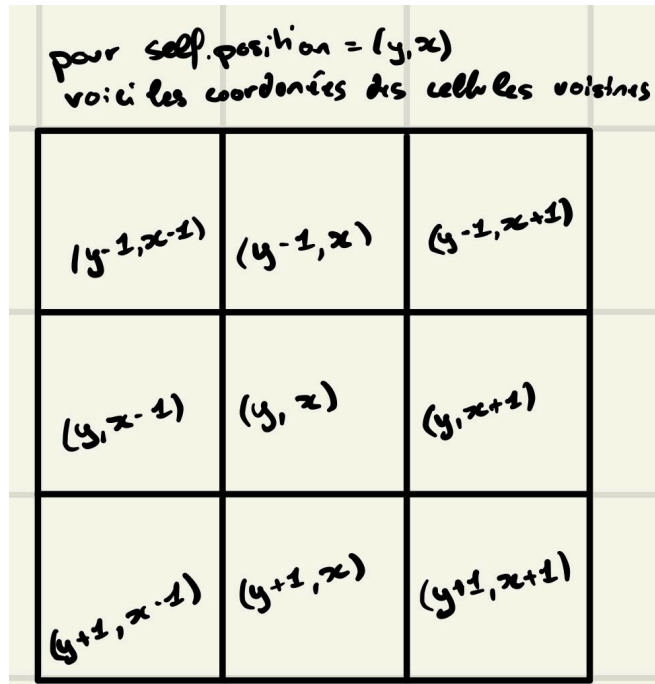 pour self.position = (y,x)
voici les coordonées des cellules voisines
(y-1,x-1) (y-1,x) (y-1,x+1)
(y,x-1) (y,x) (y,x+1)
(y+1,x-1) (y+1,x) (y+1,x+1)